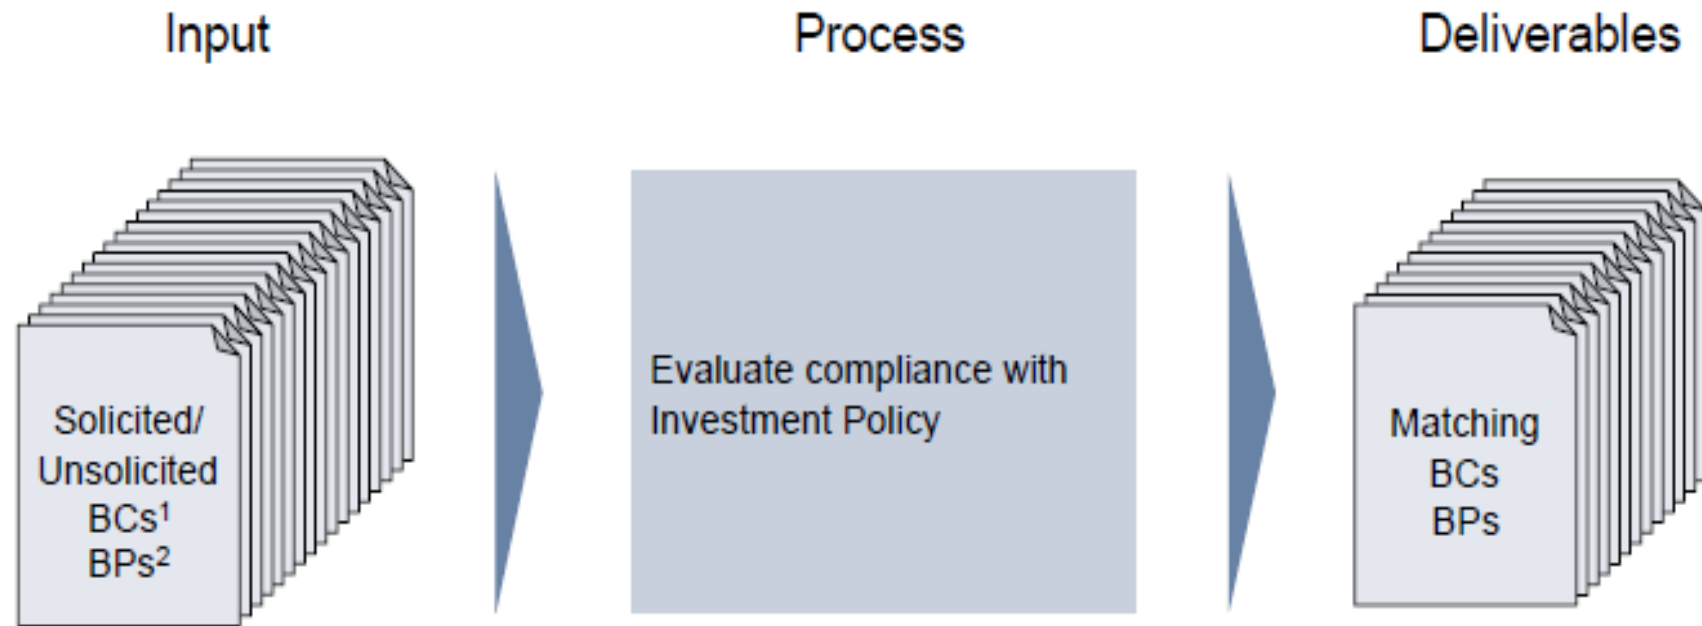 Input
Process
Deliverables
Solicited/
Unsolicited
BCs¹
BPs²
Evaluate compliance with
Investment Policy
Matching
BCs
BPs